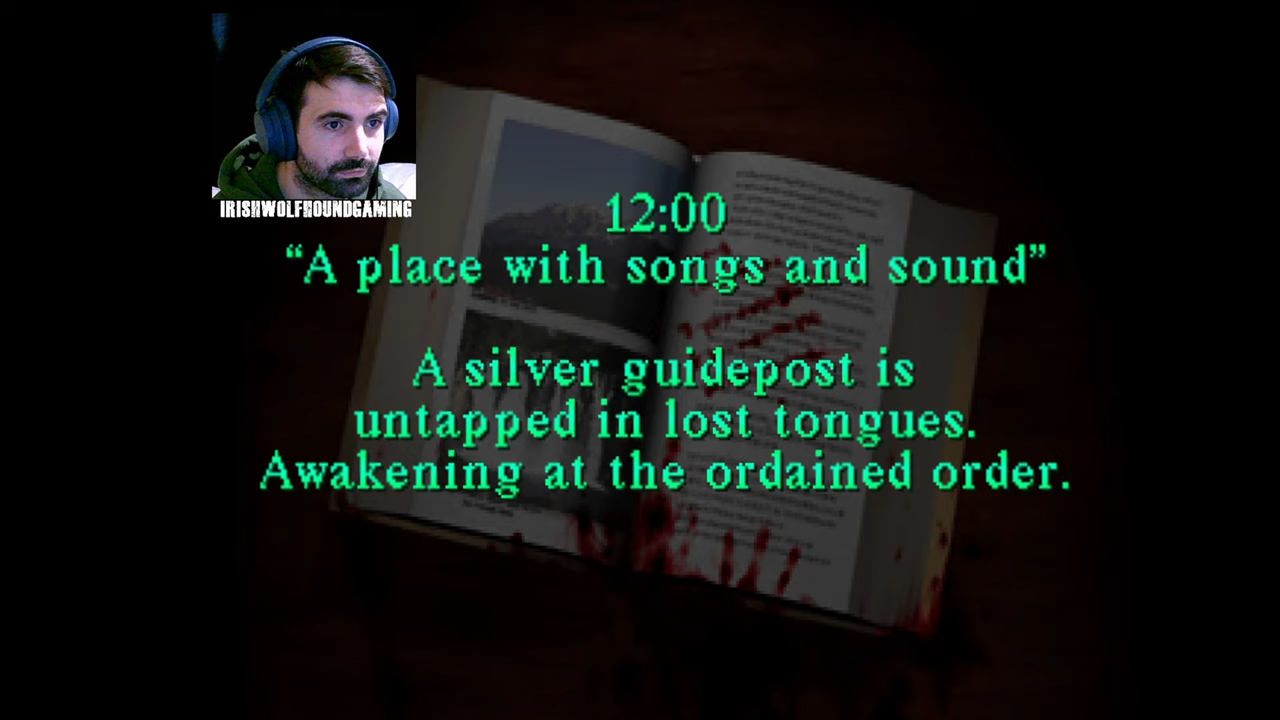 IRISHWOLFHOUNDGAMING
12:00
“A place with songs and sound”
A silver guidepost is
untapped in lost tongues.
Awakening at the ordained order.